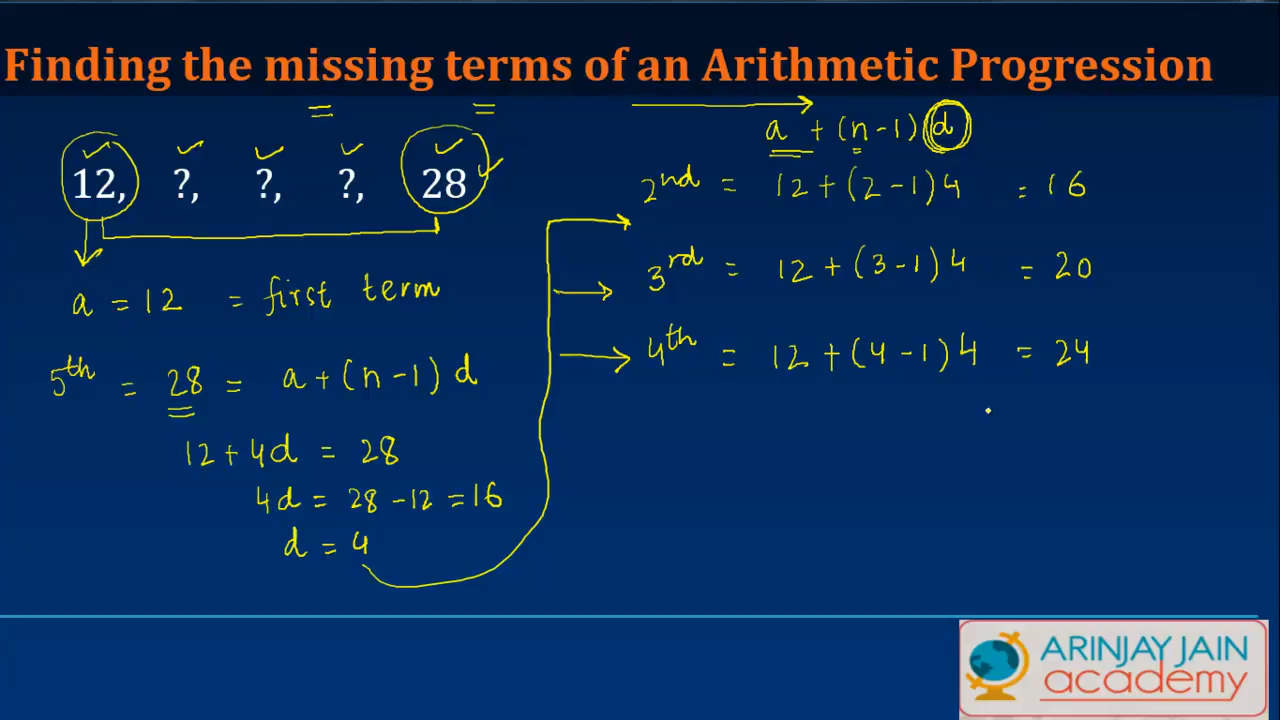 Finding the missing terms of an Arithmetic Progression
12, ?, ?, ?, 28
a = 12 = first term
5th = 28 = a + (n - 1) d
12 + 4d = 28
4d = 28 - 12 = 16
d = 4
a + (n - 1) d
2nd = 12 + (2 - 1) 4 = 16
3rd = 12 + (3 - 1) 4 = 20
4th = 12 + (4 - 1) 4 = 24
ARINJAY JAIN
academy